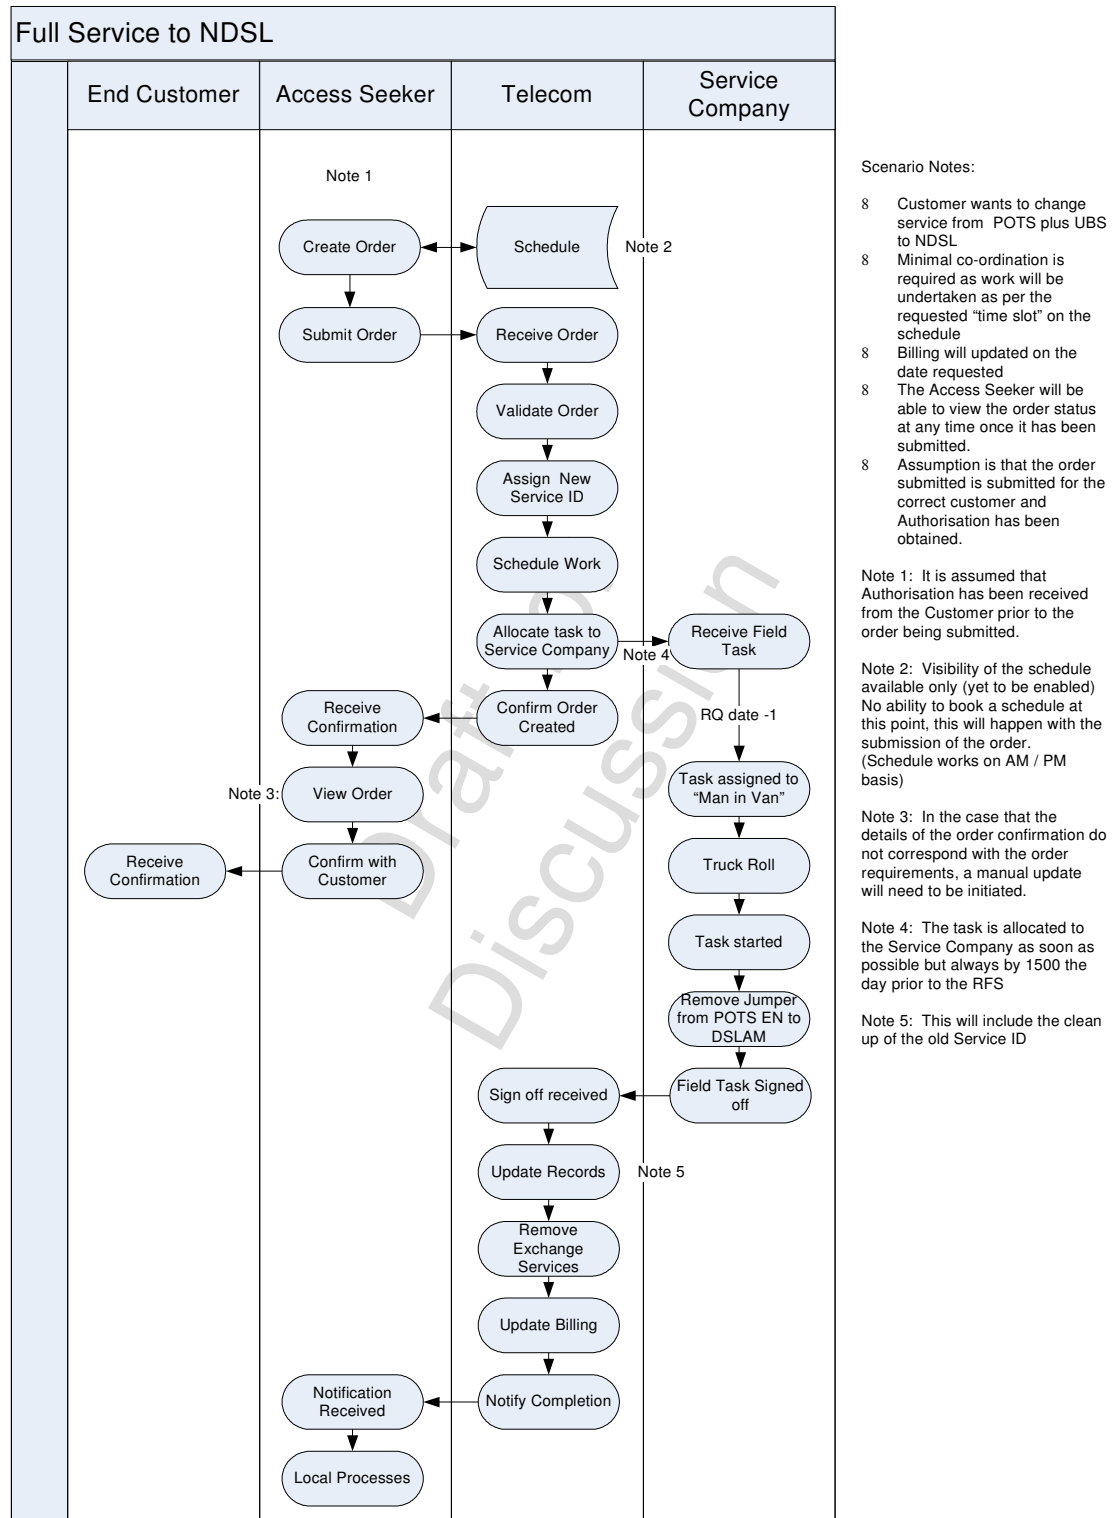 Full Service to NDSL
End Customer
Access Seeker
Telecom
Service
Company
Note 1
Create Order
Schedule
Note 2
Submit Order
Receive Order
Validate Order
Assign New
Service ID
Schedule Work
Allocate task to
Service Company
Note 4
Receive Field
Task
Receive
Confirmation
Confirm Order
Created
RQ date -1
Note 3:
View Order
Task assigned to
“Man in Van”
Receive
Confirmation
Confirm with
Customer
Truck Roll
Task started
Remove Jumper
from POTS EN to
DSLAM
Sign off received
Field Task Signed
off
Update Records
Note 5
Remove
Exchange
Services
Update Billing
Notification
Received
Notify Completion
Local Processes
Scenario Notes:
8 Customer wants to change
service from POTS plus UBS
to NDSL
8 Minimal co-ordination is
required as work will be
undertaken as per the
requested “time slot” on the
schedule
8 Billing will updated on the
date requested
8 The Access Seeker will be
able to view the order status
at any time once it has been
submitted.
8 Assumption is that the order
submitted is submitted for the
correct customer and
Authorisation has been
obtained.
Note 1: It is assumed that
Authorisation has been received
from the Customer prior to the
order being submitted.
Note 2: Visibility of the schedule
available only (yet to be enabled)
No ability to book a schedule at
this point, this will happen with the
submission of the order.
(Schedule works on AM / PM
basis)
Note 3: In the case that the
details of the order confirmation do
not correspond with the order
requirements, a manual update
will need to be initiated.
Note 4: The task is allocated to
the Service Company as soon as
possible but always by 1500 the
day prior to the RFS
Note 5: This will include the clean
up of the old Service ID
Draft
Discussion